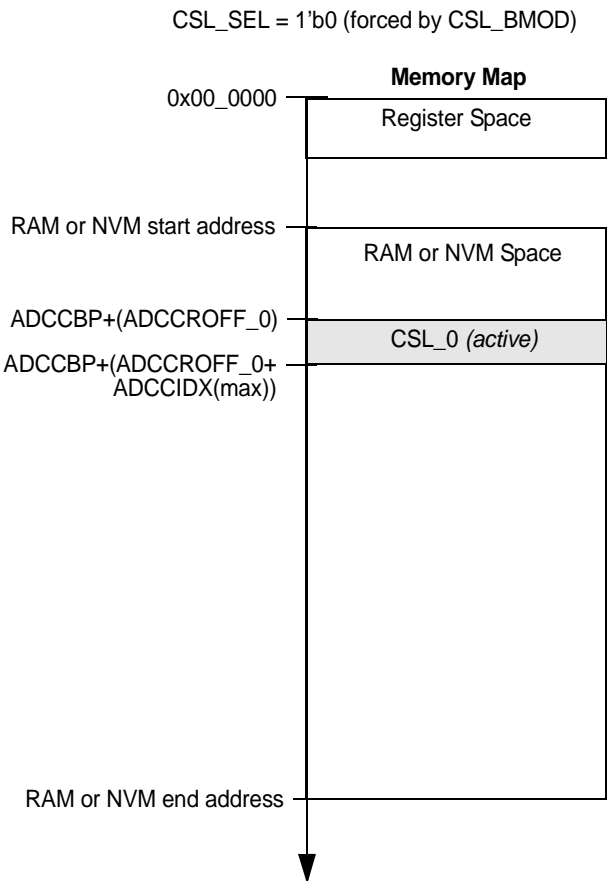 CSL_SEL = 1'b0 (forced by CSL_BMOD)
Memory Map
0x00_0000
Register Space
RAM or NVM start address
RAM or NVM Space
ADCCBP+(ADCCROFF_0)
CSL_0 (active)
ADCCBP+(ADCCROFF_0+
ADCCIDX(max))
RAM or NVM end address